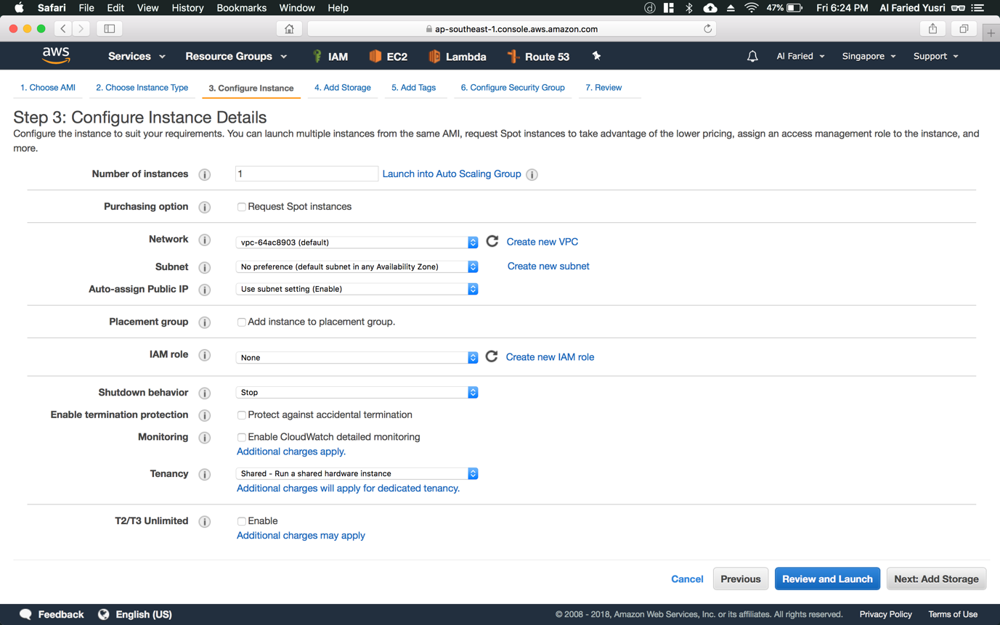 Safari File Edit View History Bookmarks Window Help 47% Fri 6:24 PM Al Faried Yusri
ap-southeast-1.console.aws.amazon.com
aws Services Resource Groups IAM EC2 Lambda Route 53 Al Faried Singapore Support
1. Choose AMI 2. Choose Instance Type 3. Configure Instance 4. Add Storage 5. Add Tags 6. Configure Security Group 7. Review
Step 3: Configure Instance Details
Configure the instance to suit your requirements. You can launch multiple instances from the same AMI, request Spot instances to take advantage of the lower pricing, assign an access management role to the instance, and
more.
Number of instances 1 Launch into Auto Scaling Group
Purchasing option Request Spot instances
Network vpc-64ac8903 (default) Create new VPC
Subnet No preference (default subnet in any Availability Zone) Create new subnet
Auto-assign Public IP Use subnet setting (Enable)
Placement group Add instance to placement group.
IAM role None Create new IAM role
Shutdown behavior Stop
Enable termination protection Protect against accidental termination
Monitoring Enable CloudWatch detailed monitoring
Additional charges apply.
Tenancy Shared - Run a shared hardware instance
Additional charges will apply for dedicated tenancy.
T2/T3 Unlimited Enable
Additional charges may apply
Cancel Previous Review and Launch Next: Add Storage
Feedback English (US) © 2008 - 2018, Amazon Web Services, Inc. or its affiliates. All rights reserved. Privacy Policy Terms of Use